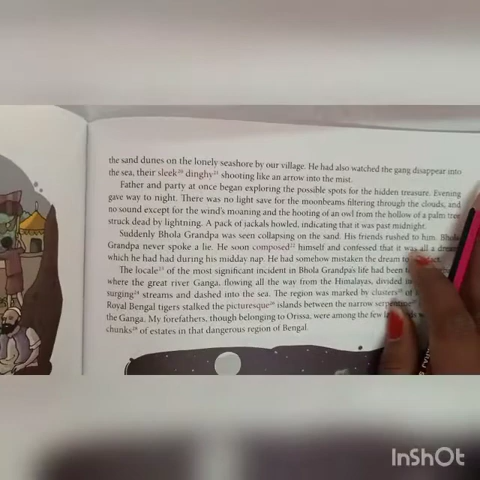 the sand dunes on the lonely seashore by our village. He had also watched the gang disappear into
the sea, their sleek²⁰ dinghy²¹ shooting like an arrow into the mist.
Father and party at once began exploring the possible spots for the hidden treasure. Evening
gave way to night. There was no light save for the moonbeams filtering through the clouds, and
no sound except for the wind's moaning and the hooting of an owl from the hollow of a palm tree
struck dead by lightning. A pack of jackals howled, indicating that it was past midnight.
Suddenly Bhola Grandpa was seen collapsing on the sand. His friends rushed to him. Bhola
Grandpa never spoke a lie. He soon composed²² himself and confessed that it was all a
which he had had during his midday nap. He had somehow mistaken the dream
The locale²³ of the most significant incident in Bhola Grandpa's life had been
where the great river Ganga, flowing all the way from the Himalayas, divided
surging²⁴ streams and dashed into the sea. The region was marked by clusters²⁵ of
Royal Bengal tigers stalked the picturesque²⁶ islands between the narrow
the Ganga. My forefathers, though belonging to Orissa, were among the few
chunks²⁸ of estates in that dangerous region of Bengal.
InShOt